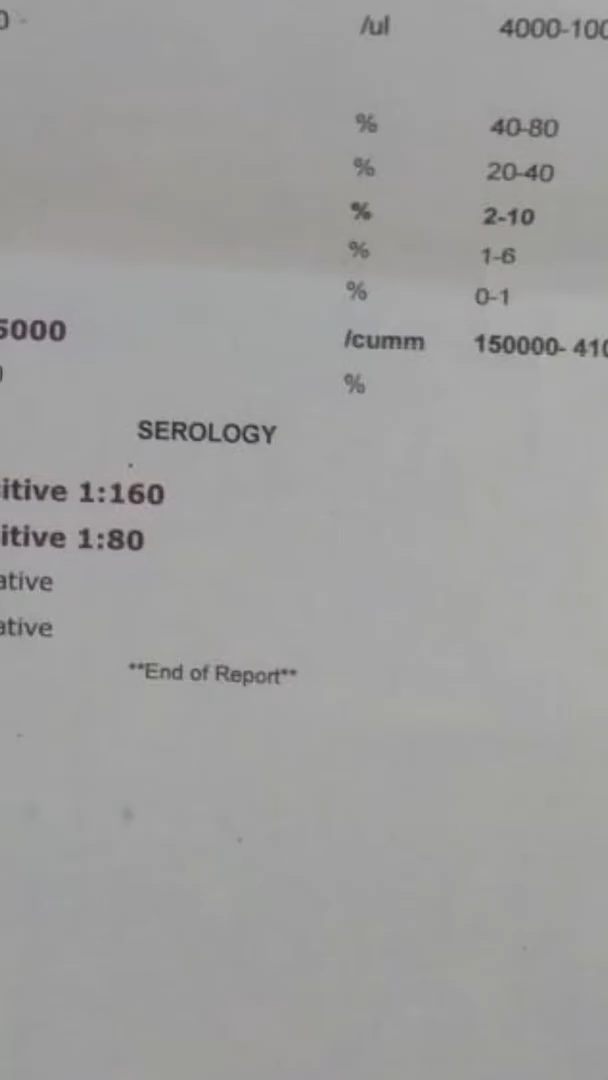 /ul 4000-100
% 40-80
% 20-40
% 2-10
% 1-6
% 0-1
5000 /cumm 150000- 410
%
SEROLOGY
itive 1:160
itive 1:80
ative
ative
**End of Report**